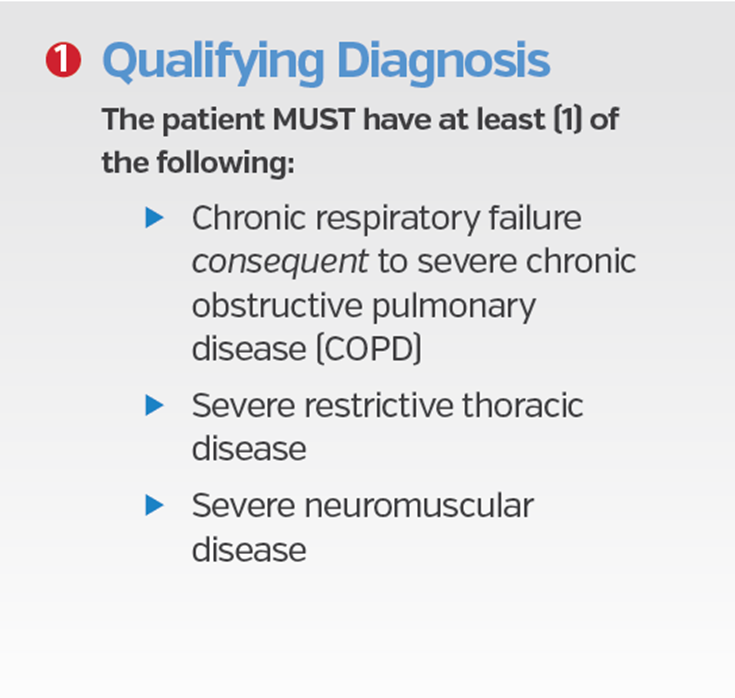 1 Qualifying Diagnosis
The patient MUST have at least (1) of
the following:
Chronic respiratory failure
consequent to severe chronic
obstructive pulmonary
disease (COPD)
Severe restrictive thoracic
disease
Severe neuromuscular
disease